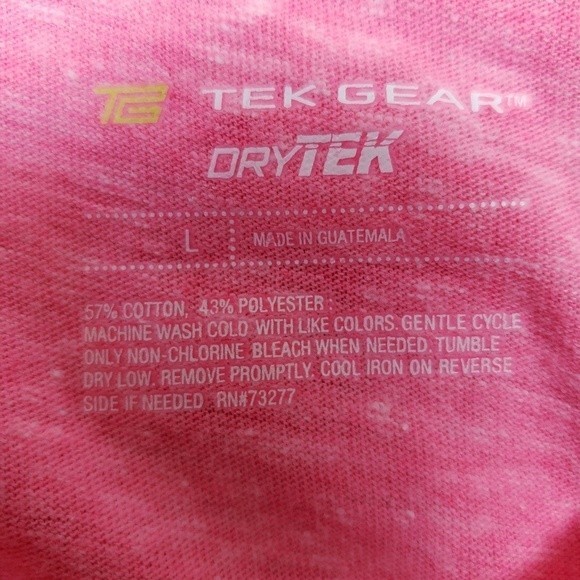 TG TEK GEAR™
DRYTEK
L MADE IN GUATEMALA
57% COTTON, 43% POLYESTER
MACHINE WASH COLD WITH LIKE COLORS. GENTLE CYCLE
ONLY NON-CHLORINE BLEACH WHEN NEEDED. TUMBLE
DRY LOW. REMOVE PROMPTLY. COOL IRON ON REVERSE
SIDE IF NEEDED RN#73277